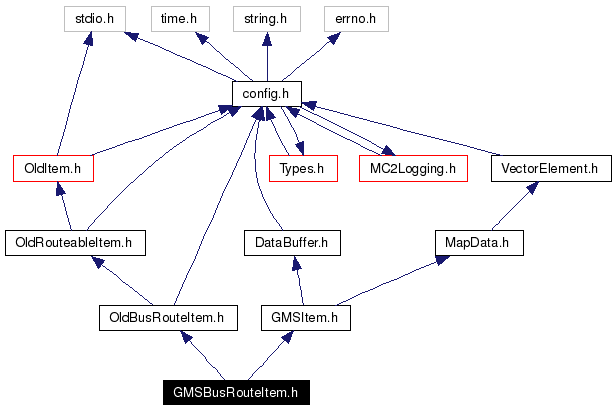 stdio.h
time.h
string.h
errno.h
config.h
OldItem.h
Types.h
MC2Logging.h
VectorElement.h
OldRouteableItem.h
DataBuffer.h
MapData.h
OldBusRouteItem.h
GMSItem.h
GMSBusRouteItem.h